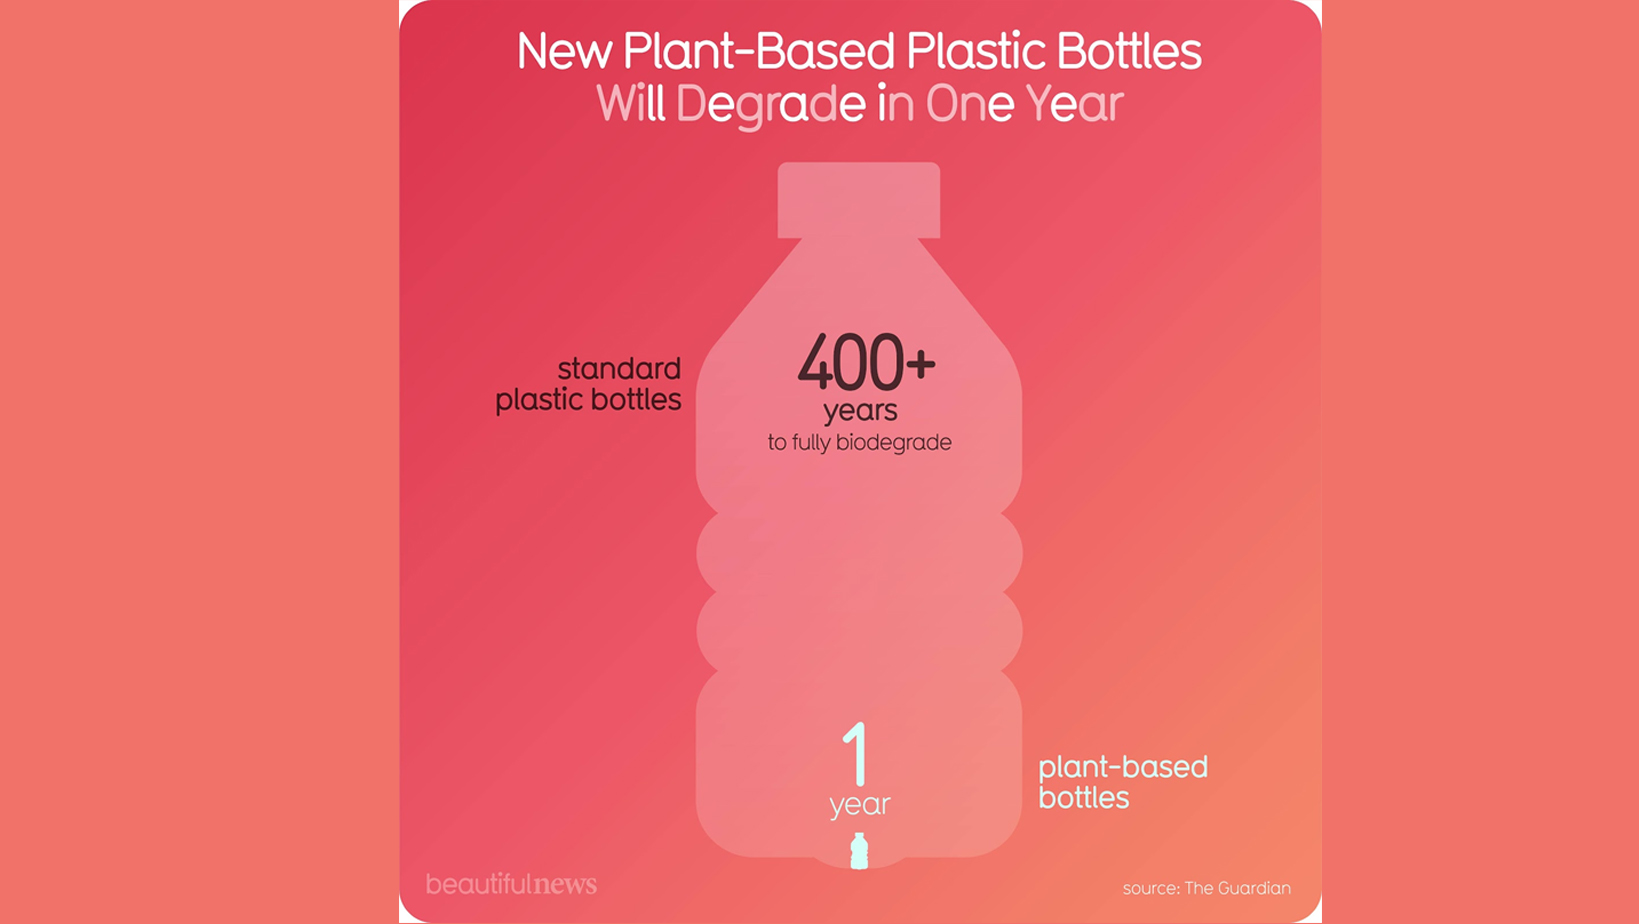 New Plant-Based Plastic Bottles
Will Degrade in One Year
standard
plastic bottles
400+
years
to fully biodegrade
1
year
plant-based
bottles
beautifulnews
source: The Guardian